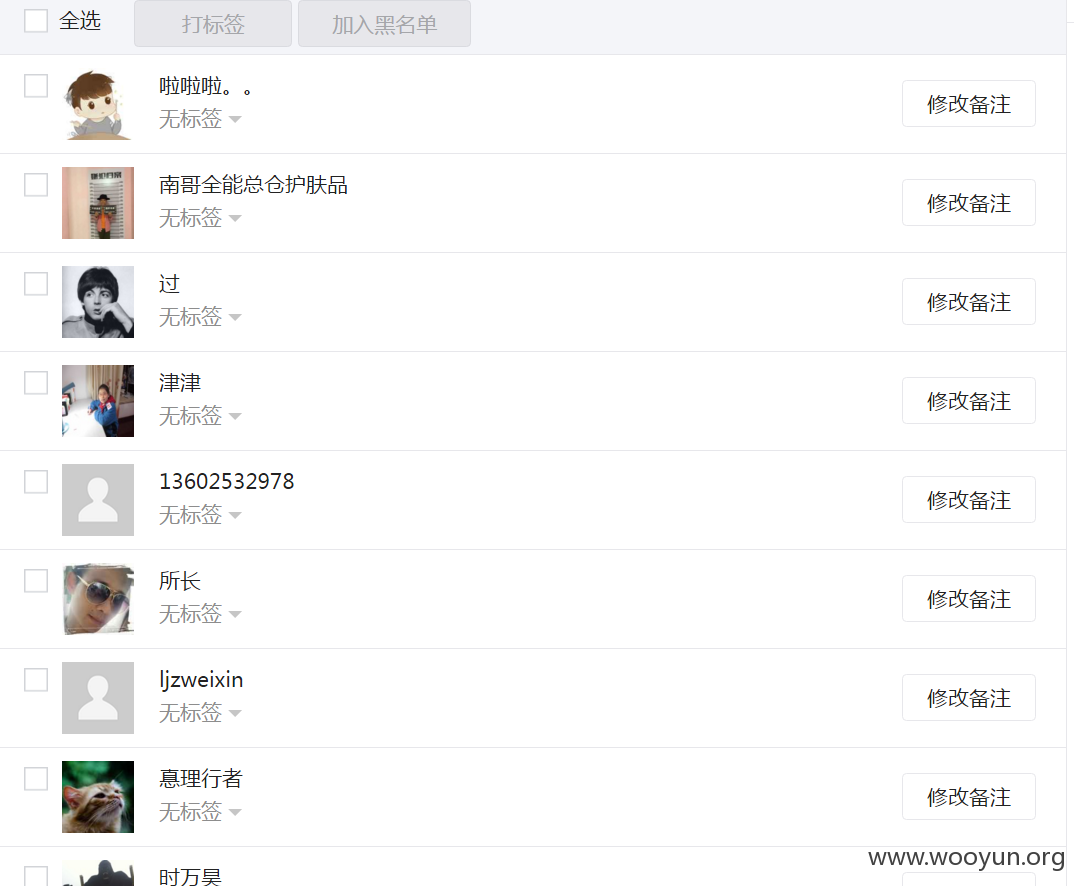 全选 打标签 加入黑名单
啦啦啦。。
无标签
修改备注
南哥全能总仓护肤品
无标签
修改备注
过
无标签
修改备注
津津
无标签
修改备注
13602532978
无标签
修改备注
所长
无标签
修改备注
ljzweixin
无标签
修改备注
惪理行者
无标签
修改备注
时万昊
www.wooyun.org